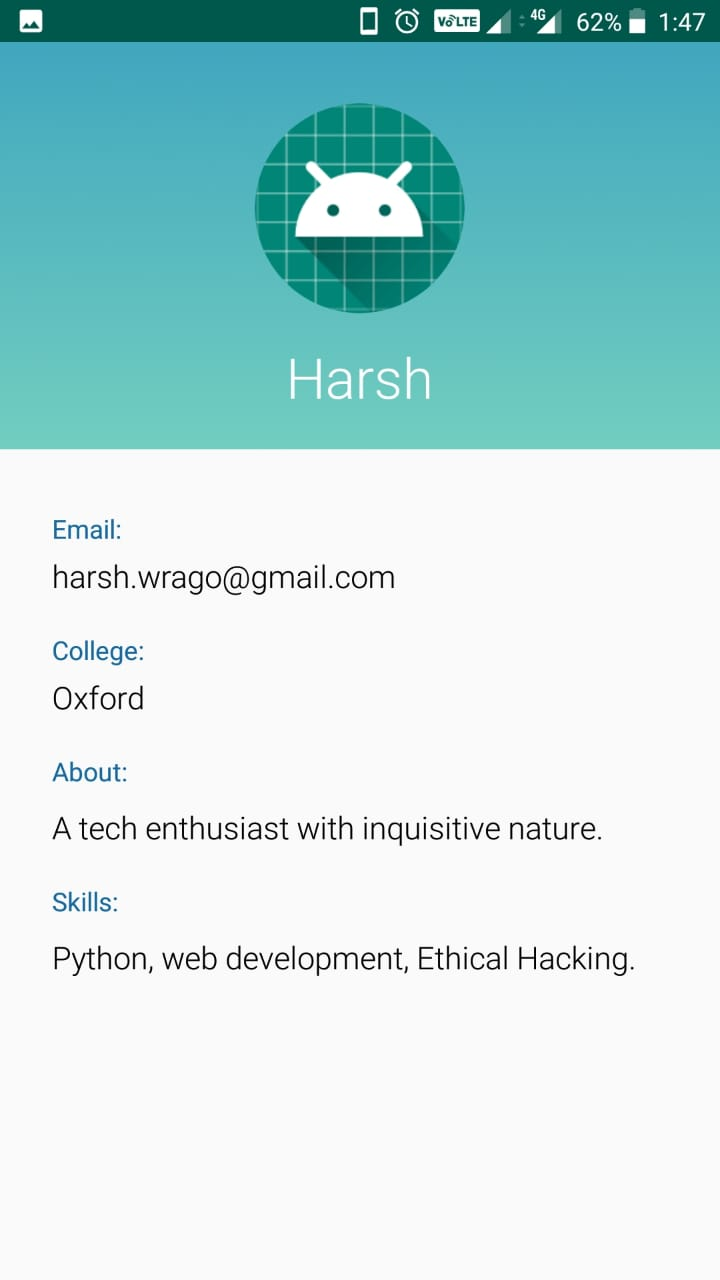 VoLTE 4G 62% 1:47
Harsh
Email:
harsh.wrago@gmail.com
College:
Oxford
About:
A tech enthusiast with inquisitive nature.
Skills:
Python, web development, Ethical Hacking.